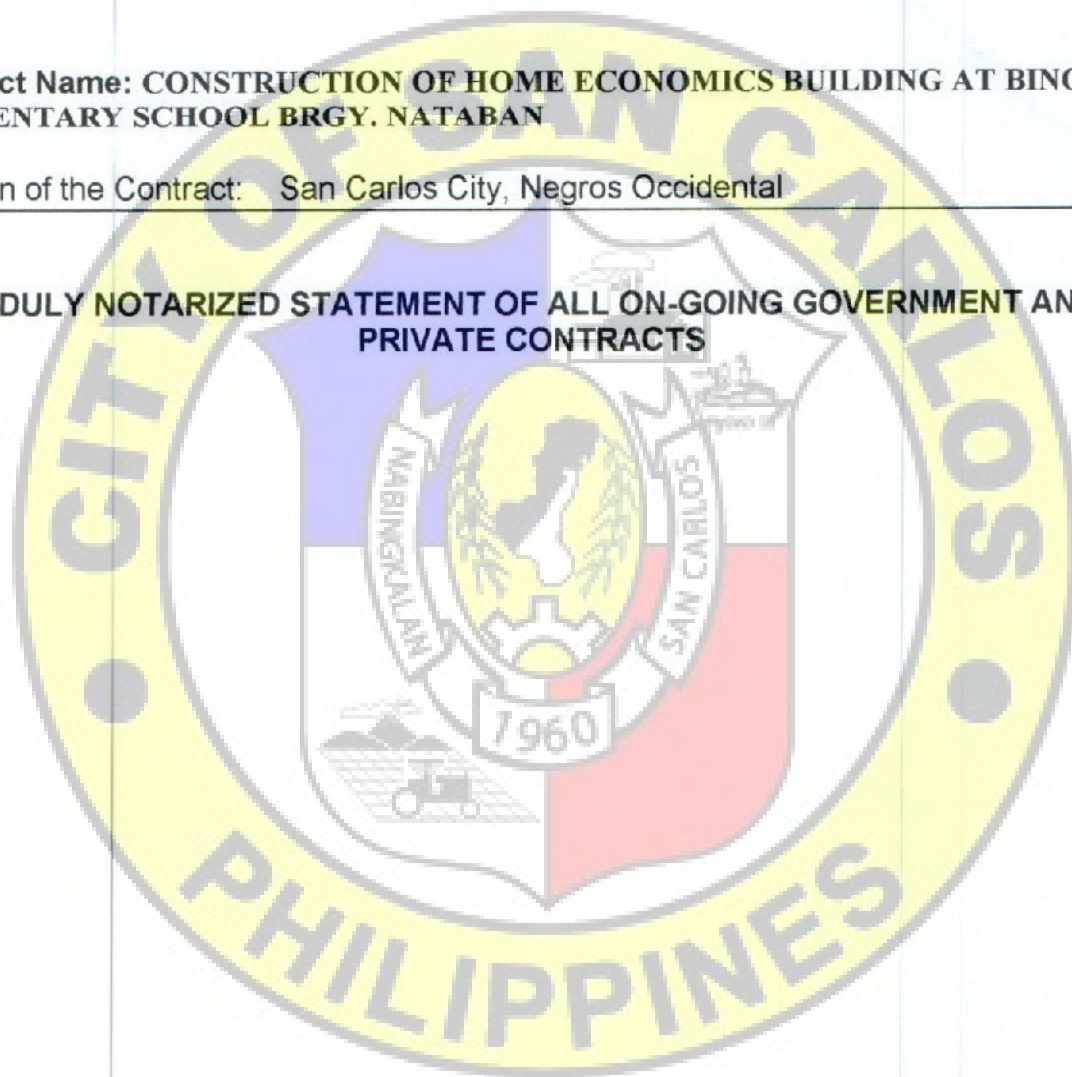 ct Name: CONSTRUCTION OF HOME ECONOMICS BUILDING AT BING
ENTARY SCHOOL BRGY. NATABAN
n of the Contract: San Carlos City, Negros Occidental
DULY NOTARIZED STATEMENT OF ALL ON-GOING GOVERNMENT AN
PRIVATE CONTRACTS
CITY OF SAN CARLOS
NABINGKALAN
SAN CARLOS
1960
PHILIPPINES